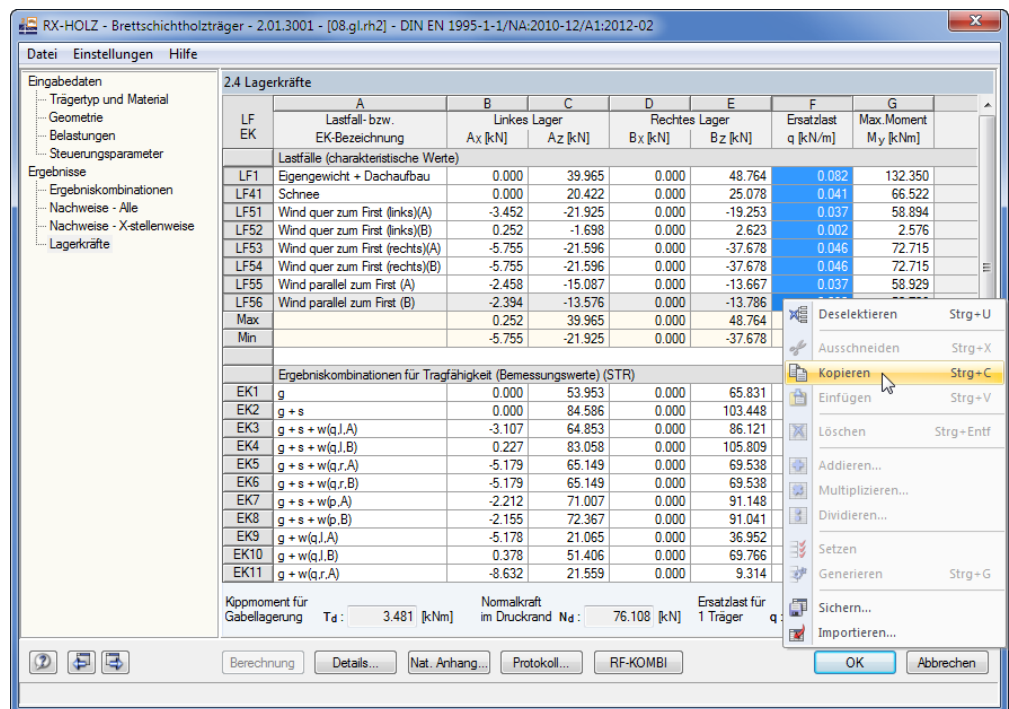 RX-HOLZ - Brettschichtholzträger - 2.01.3001 - [08.gl.rh2] - DIN EN 1995-1-1/NA:2010-12/A1:2012-02
Datei Einstellungen Hilfe
Eingabedaten
Trägertyp und Material
Geometrie
Belastungen
Steuerungsparameter
Ergebnisse
Ergebniskombinationen
Nachweise - Alle
Nachweise - X-stellenweise
Lagerkräfte
2.4 Lagerkräfte
A B C D E F G
LF Lastfall- bzw. Linkes Lager Rechtes Lager Ersatzlast Max.Moment
EK EK-Bezeichnung Ax [kN] Az [kN] Bx [kN] Bz [kN] q [kN/m] My [kNm]
Lastfälle (charakteristische Werte)
LF1 Eigengewicht + Dachaufbau 0.000 39.965 0.000 48.764 0.082 132.350
LF41 Schnee 0.000 20.422 0.000 25.078 0.041 66.522
LF51 Wind quer zum First (links)(A) -3.452 -21.925 0.000 -19.253 0.037 58.894
LF52 Wind quer zum First (links)(B) 0.252 -1.698 0.000 2.623 0.002 2.576
LF53 Wind quer zum First (rechts)(A) -5.755 -21.596 0.000 -37.678 0.046 72.715
LF54 Wind quer zum First (rechts)(B) -5.755 -21.596 0.000 -37.678 0.046 72.715
LF55 Wind parallel zum First (A) -2.458 -15.087 0.000 -13.667 0.037 58.929
LF56 Wind parallel zum First (B) -2.394 -13.576 0.000 -13.786
Max 0.252 39.965 0.000 48.764
Min -5.755 -21.925 0.000 -37.678
Ergebniskombinationen für Tragfähigkeit (Bemessungswerte) (STR)
EK1 g 0.000 53.953 0.000 65.831
EK2 g + s 0.000 84.586 0.000 103.448
EK3 g + s + w(q,l,A) -3.107 64.853 0.000 86.121
EK4 g + s + w(q,l,B) 0.227 83.058 0.000 105.809
EK5 g + s + w(q,r,A) -5.179 65.149 0.000 69.538
EK6 g + s + w(q,r,B) -5.179 65.149 0.000 69.538
EK7 g + s + w(p,A) -2.212 71.007 0.000 91.148
EK8 g + s + w(p,B) -2.155 72.367 0.000 91.041
EK9 g + w(q,l,A) -5.178 21.065 0.000 36.952
EK10 g + w(q,l,B) 0.378 51.406 0.000 69.766
EK11 g + w(q,r,A) -8.632 21.559 0.000 9.314
Kippmoment für Normalkraft Ersatzlast für
Gabellagerung Td : 3.481 [kNm] im Druckrand Nd : 76.108 [kN] 1 Träger q :
Deselektieren Strg+U
Ausschneiden Strg+X
Kopieren Strg+C
Einfügen Strg+V
Löschen Strg+Entf
Addieren...
Multiplizieren...
Dividieren...
Setzen
Generieren Strg+G
Sichern...
Importieren...
Berechnung Details... Nat. Anhang... Protokoll... RF-KOMBI OK Abbrechen